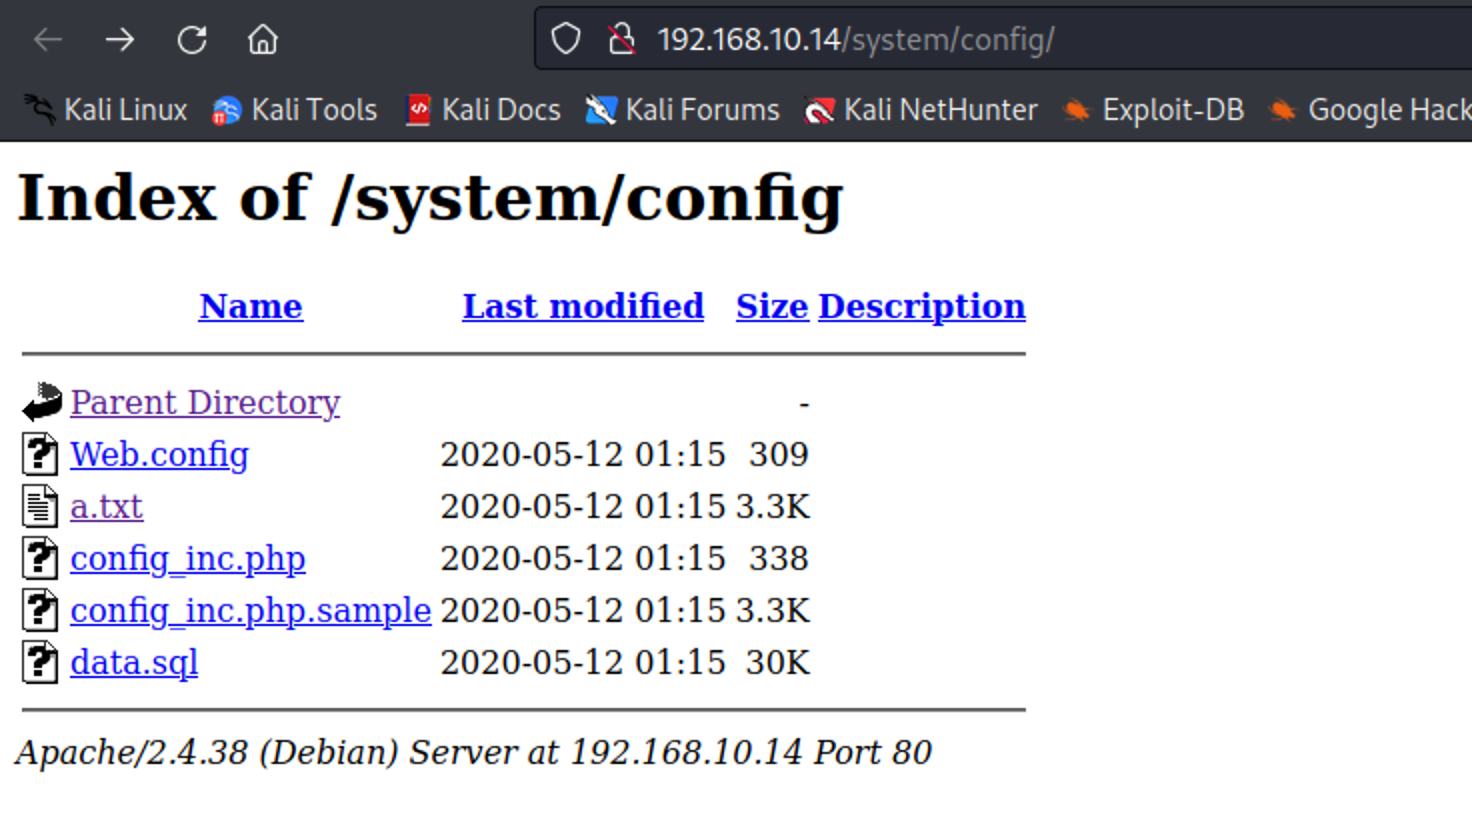 192.168.10.14/system/config/
Kali Linux Kali Tools Kali Docs Kali Forums Kali NetHunter Exploit-DB Google Hack
Index of /system/config
Name Last modified Size Description
Parent Directory -
Web.config 2020-05-12 01:15 309
a.txt 2020-05-12 01:15 3.3K
config_inc.php 2020-05-12 01:15 338
config_inc.php.sample 2020-05-12 01:15 3.3K
data.sql 2020-05-12 01:15 30K
Apache/2.4.38 (Debian) Server at 192.168.10.14 Port 80